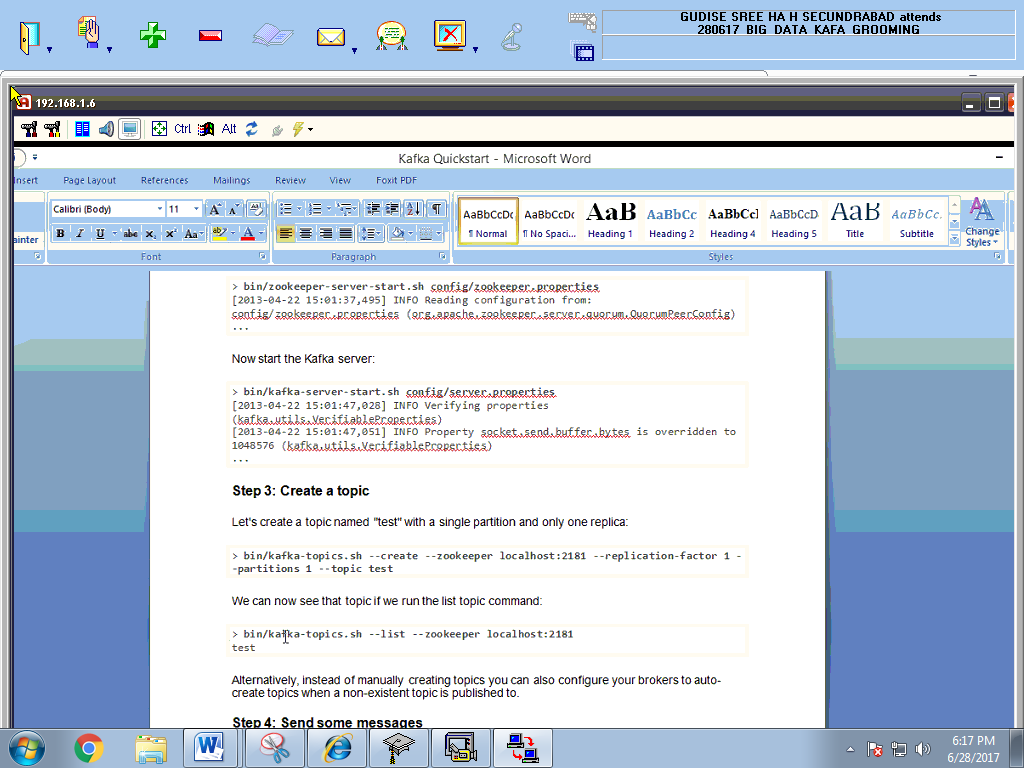 GUDISE SREE HA H SECUNDRABAD attends
280617 BIG DATA KAFA GROOMING
192.168.1.6
Ctrl
Alt
Kafka Quickstart - Microsoft Word
Insert Page Layout References Mailings Review View Foxit PDF
Calibri (Body) 11
ainter
Font Paragraph Styles
AaBbCcDc AaBbCcDc AaB AaBbCc AaBbCcI AaBbCcD AaB AaBbCc.
¶ Normal ¶ No Spaci... Heading 1 Heading 2 Heading 4 Heading 5 Title Subtitle
Change
Styles
> bin/zookeeper-server-start.sh config/zookeeper.properties
[2013-04-22 15:01:37,495] INFO Reading configuration from:
config/zookeeper.properties (org.apache.zookeeper.server.quorum.QuorumPeerConfig)
...
Now start the Kafka server:
> bin/kafka-server-start.sh config/server.properties
[2013-04-22 15:01:47,028] INFO Verifying properties
(kafka.utils.VerifiableProperties)
[2013-04-22 15:01:47,051] INFO Property socket.send.buffer.bytes is overridden to
1048576 (kafka.utils.VerifiableProperties)
...
Step 3: Create a topic
Let's create a topic named "test" with a single partition and only one replica:
> bin/kafka-topics.sh --create --zookeeper localhost:2181 --replication-factor 1 -
-partitions 1 --topic test
We can now see that topic if we run the list topic command:
> bin/kafka-topics.sh --list --zookeeper localhost:2181
test
Alternatively, instead of manually creating topics you can also configure your brokers to auto-
create topics when a non-existent topic is published to.
Step 4: Send some messages
6:17 PM
6/28/2017